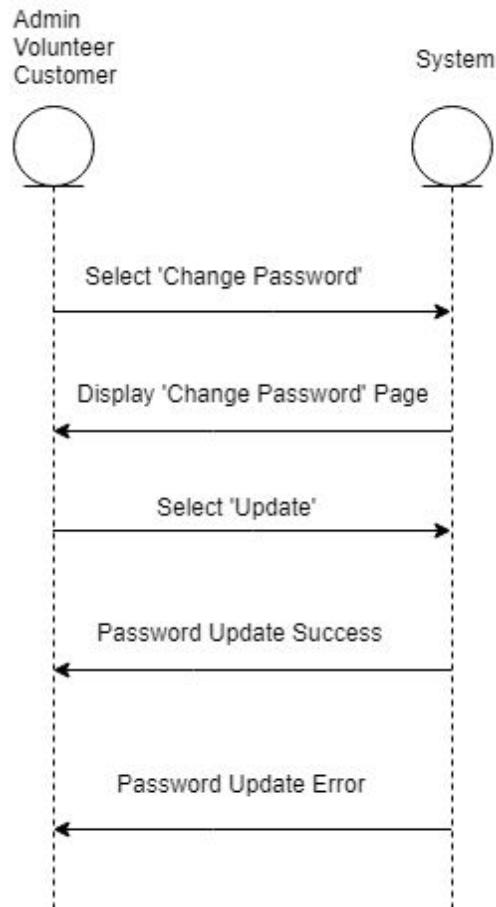 Admin
Volunteer
Customer
System
Select 'Change Password'
Display 'Change Password' Page
Select 'Update'
Password Update Success
Password Update Error